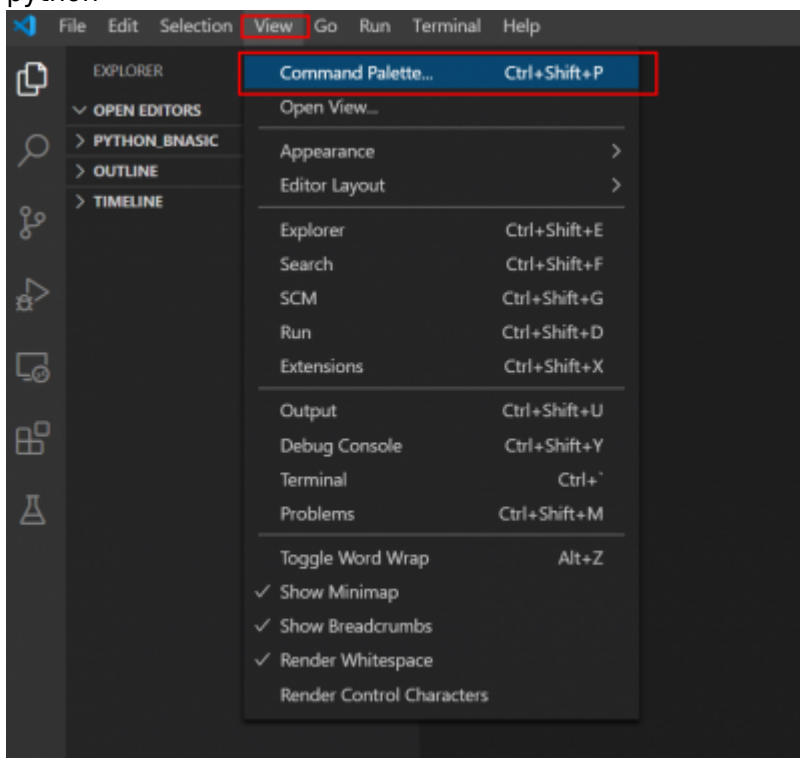 python
File Edit Selection View Go Run Terminal Help
EXPLORER
OPEN EDITORS
PYTHON_BNASIC
OUTLINE
TIMELINE
Command Palette... Ctrl+Shift+P
Open View...
Appearance
Editor Layout
Explorer Ctrl+Shift+E
Search Ctrl+Shift+F
SCM Ctrl+Shift+G
Run Ctrl+Shift+D
Extensions Ctrl+Shift+X
Output Ctrl+Shift+U
Debug Console Ctrl+Shift+Y
Terminal Ctrl+`
Problems Ctrl+Shift+M
Toggle Word Wrap Alt+Z
Show Minimap
Show Breadcrumbs
Render Whitespace
Render Control Characters